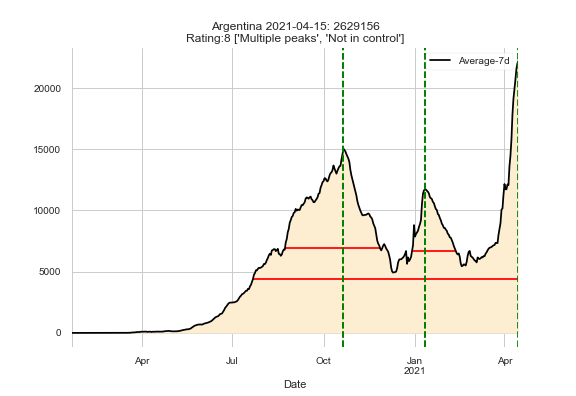 Argentina 2021-04-15: 2629156
Rating:8 ['Multiple peaks', 'Not in control']
Average-7d
20000
15000
10000
5000
0
Apr
Jul
Oct
Jan
2021
Apr
Date